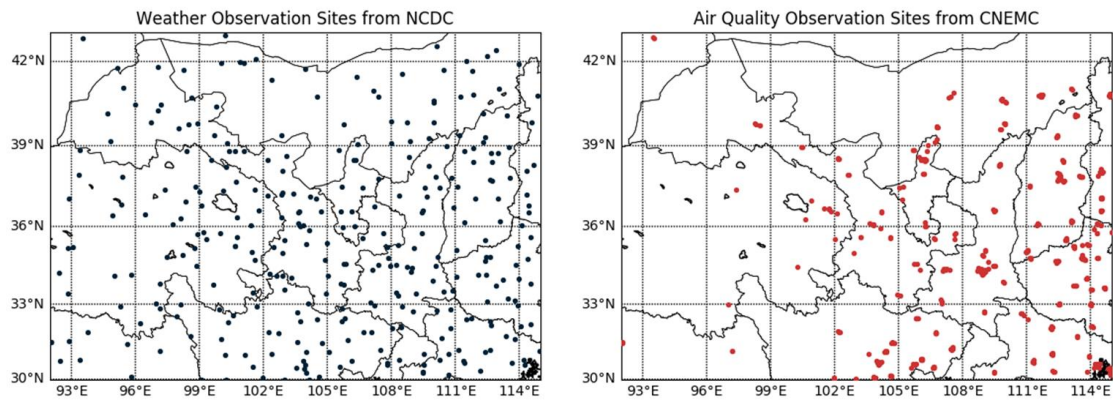 Weather Observation Sites from NCDC
42°N
39°N
36°N
33°N
30°N
93°E 96°E 99°E 102°E 105°E 108°E 111°E 114°E
Air Quality Observation Sites from CNEMC
42°N
39°N
36°N
33°N
30°N
93°E 96°E 99°E 102°E 105°E 108°E 111°E 114°E